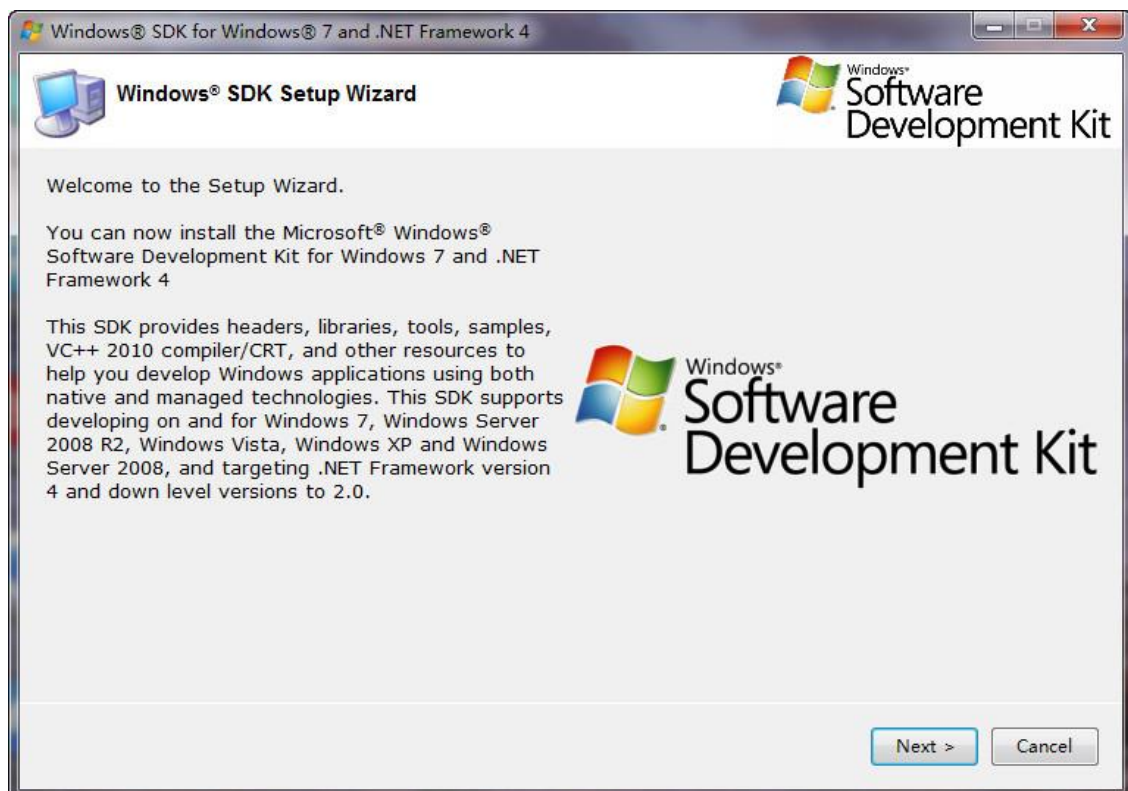 Windows® SDK for Windows® 7 and .NET Framework 4
Windows® SDK Setup Wizard
Windows®
Software
Development Kit
Welcome to the Setup Wizard.
You can now install the Microsoft® Windows®
Software Development Kit for Windows 7 and .NET
Framework 4
This SDK provides headers, libraries, tools, samples,
VC++ 2010 compiler/CRT, and other resources to
help you develop Windows applications using both
native and managed technologies. This SDK supports
developing on and for Windows 7, Windows Server
2008 R2, Windows Vista, Windows XP and Windows
Server 2008, and targeting .NET Framework version
4 and down level versions to 2.0.
Windows®
Software
Development Kit
Next >
Cancel